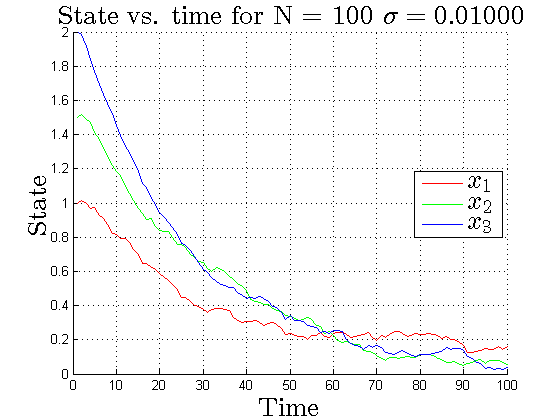 State vs. time for N = 100 σ = 0.01000
2
1.8
1.6
1.4
1.2
1
0.8
0.6
0.4
0.2
0
State
x₁
x₂
x₃
0 10 20 30 40 50 60 70 80 90 100
Time